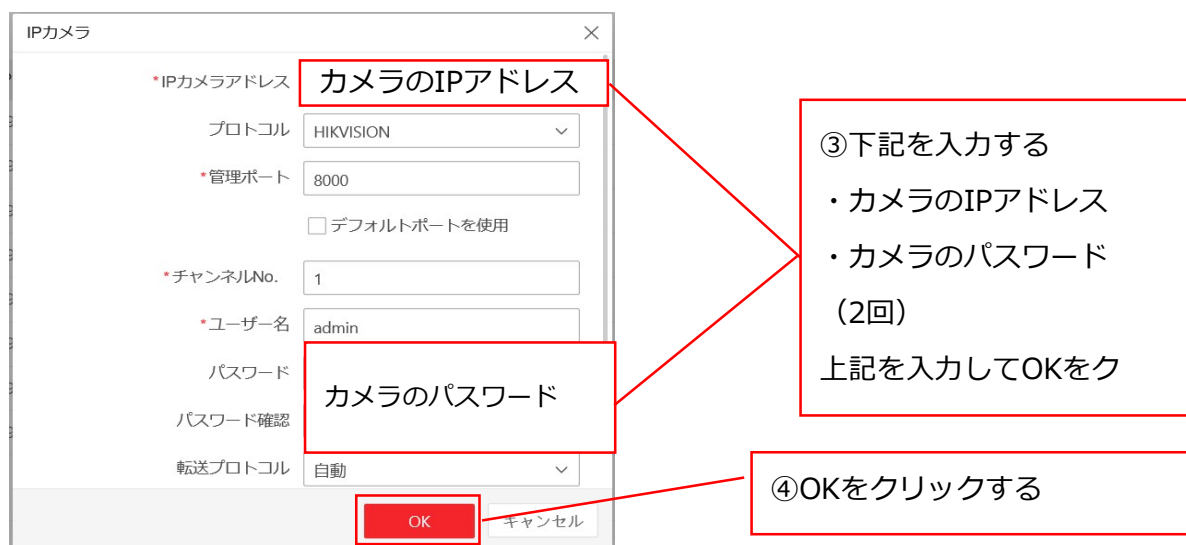 IPカメラ
*IPカメラアドレス カメラのIPアドレス
プロトコル HIKVISION
*管理ポート 8000
デフォルトポートを使用
*チャンネルNo. 1
*ユーザー名 admin
パスワード
カメラのパスワード
パスワード確認
転送プロトコル 自動
OK キャンセル
③下記を入力する
・カメラのIPアドレス
・カメラのパスワード
（2回）
上記を入力してOKをク
④OKをクリックする